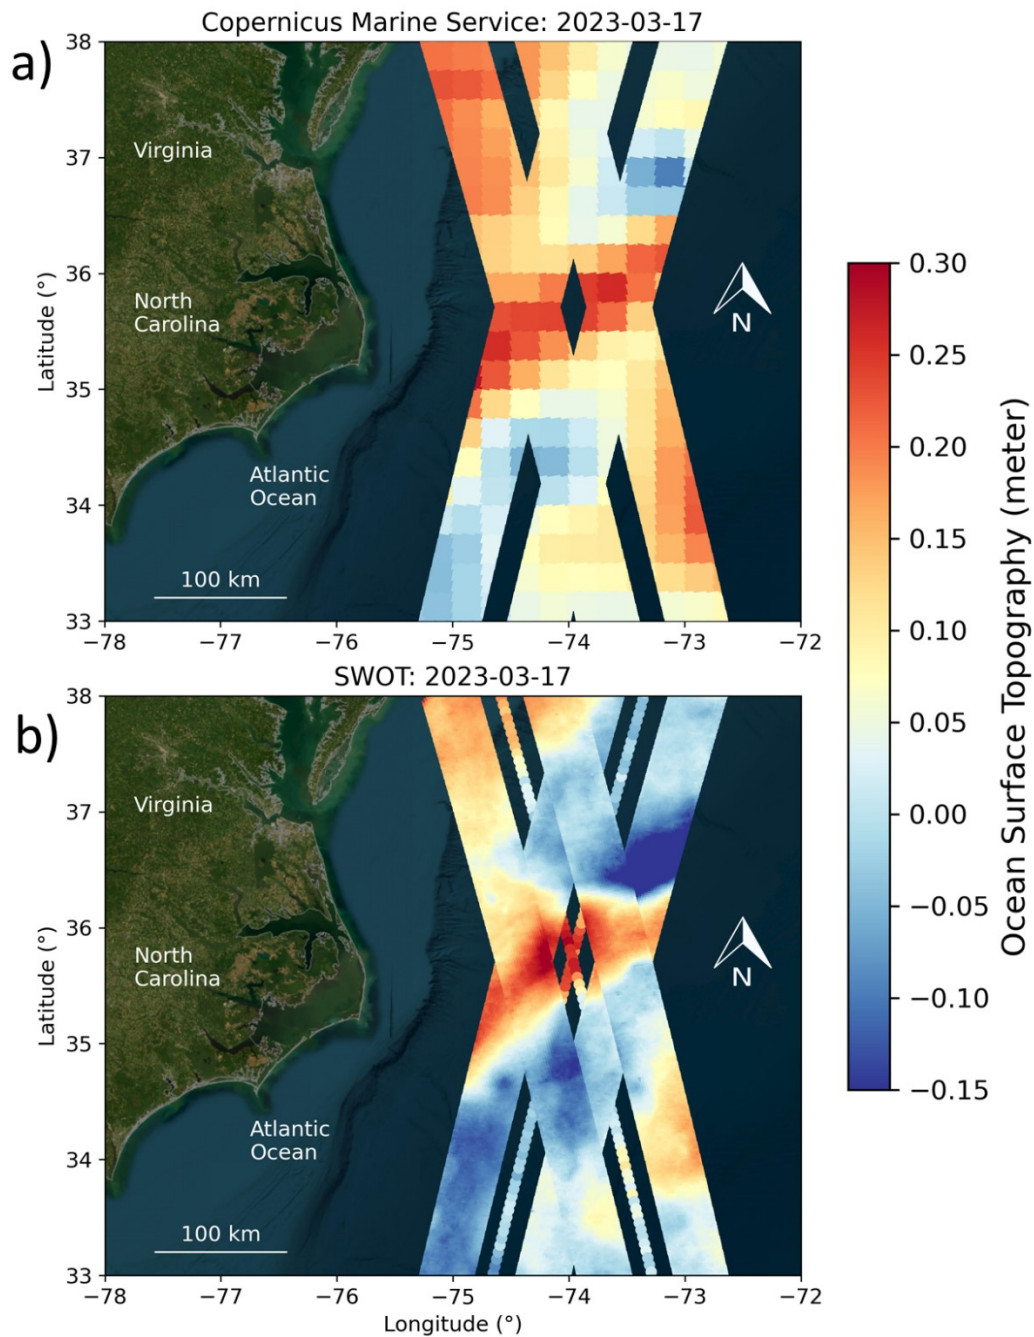 Copernicus Marine Service: 2023-03-17
a)
38
37
36
35
34
33
Latitude (°)
Virginia
North
Carolina
Atlantic
Ocean
100 km
N
−78
−77
−76
−75
−74
−73
−72
SWOT: 2023-03-17
b)
38
37
36
35
34
33
Latitude (°)
Virginia
North
Carolina
Atlantic
Ocean
100 km
N
−78
−77
−76
−75
−74
−73
−72
Longitude (°)
0.30
0.25
0.20
0.15
0.10
0.05
0.00
−0.05
−0.10
−0.15
Ocean Surface Topography (meter)